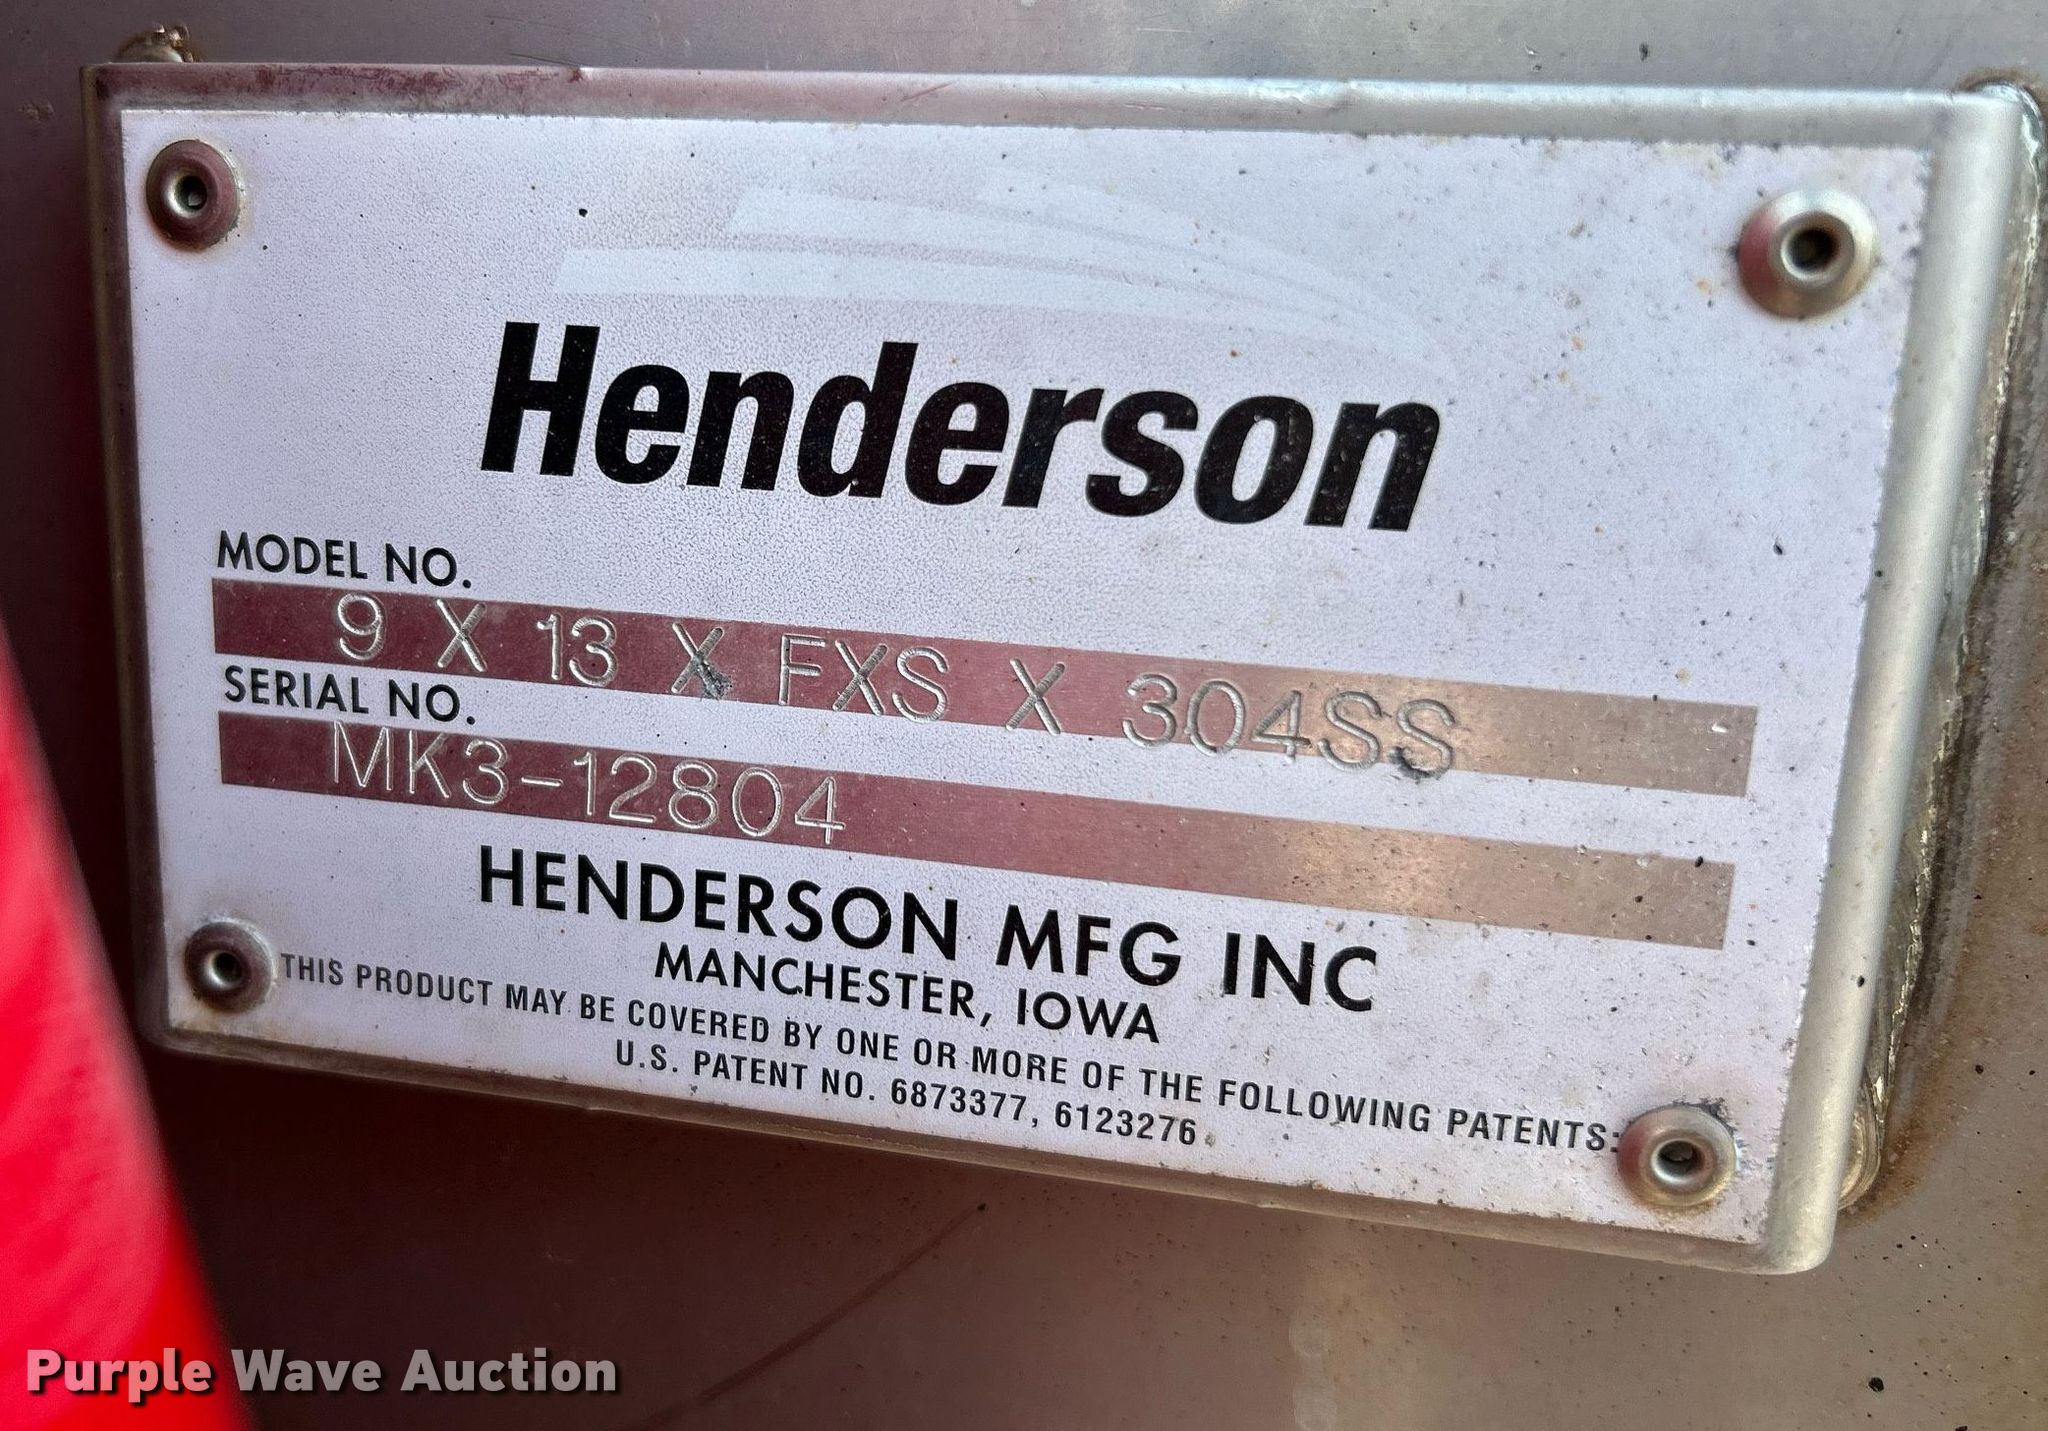 Henderson
MODEL NO.
9 X 13 X FXS X 304SS
SERIAL NO.
MK3-12804
HENDERSON MFG INC
MANCHESTER, IOWA
THIS PRODUCT MAY BE COVERED BY ONE OR MORE OF THE FOLLOWING PATENTS:
U.S. PATENT NO. 6873377, 6123276
Purple Wave Auction